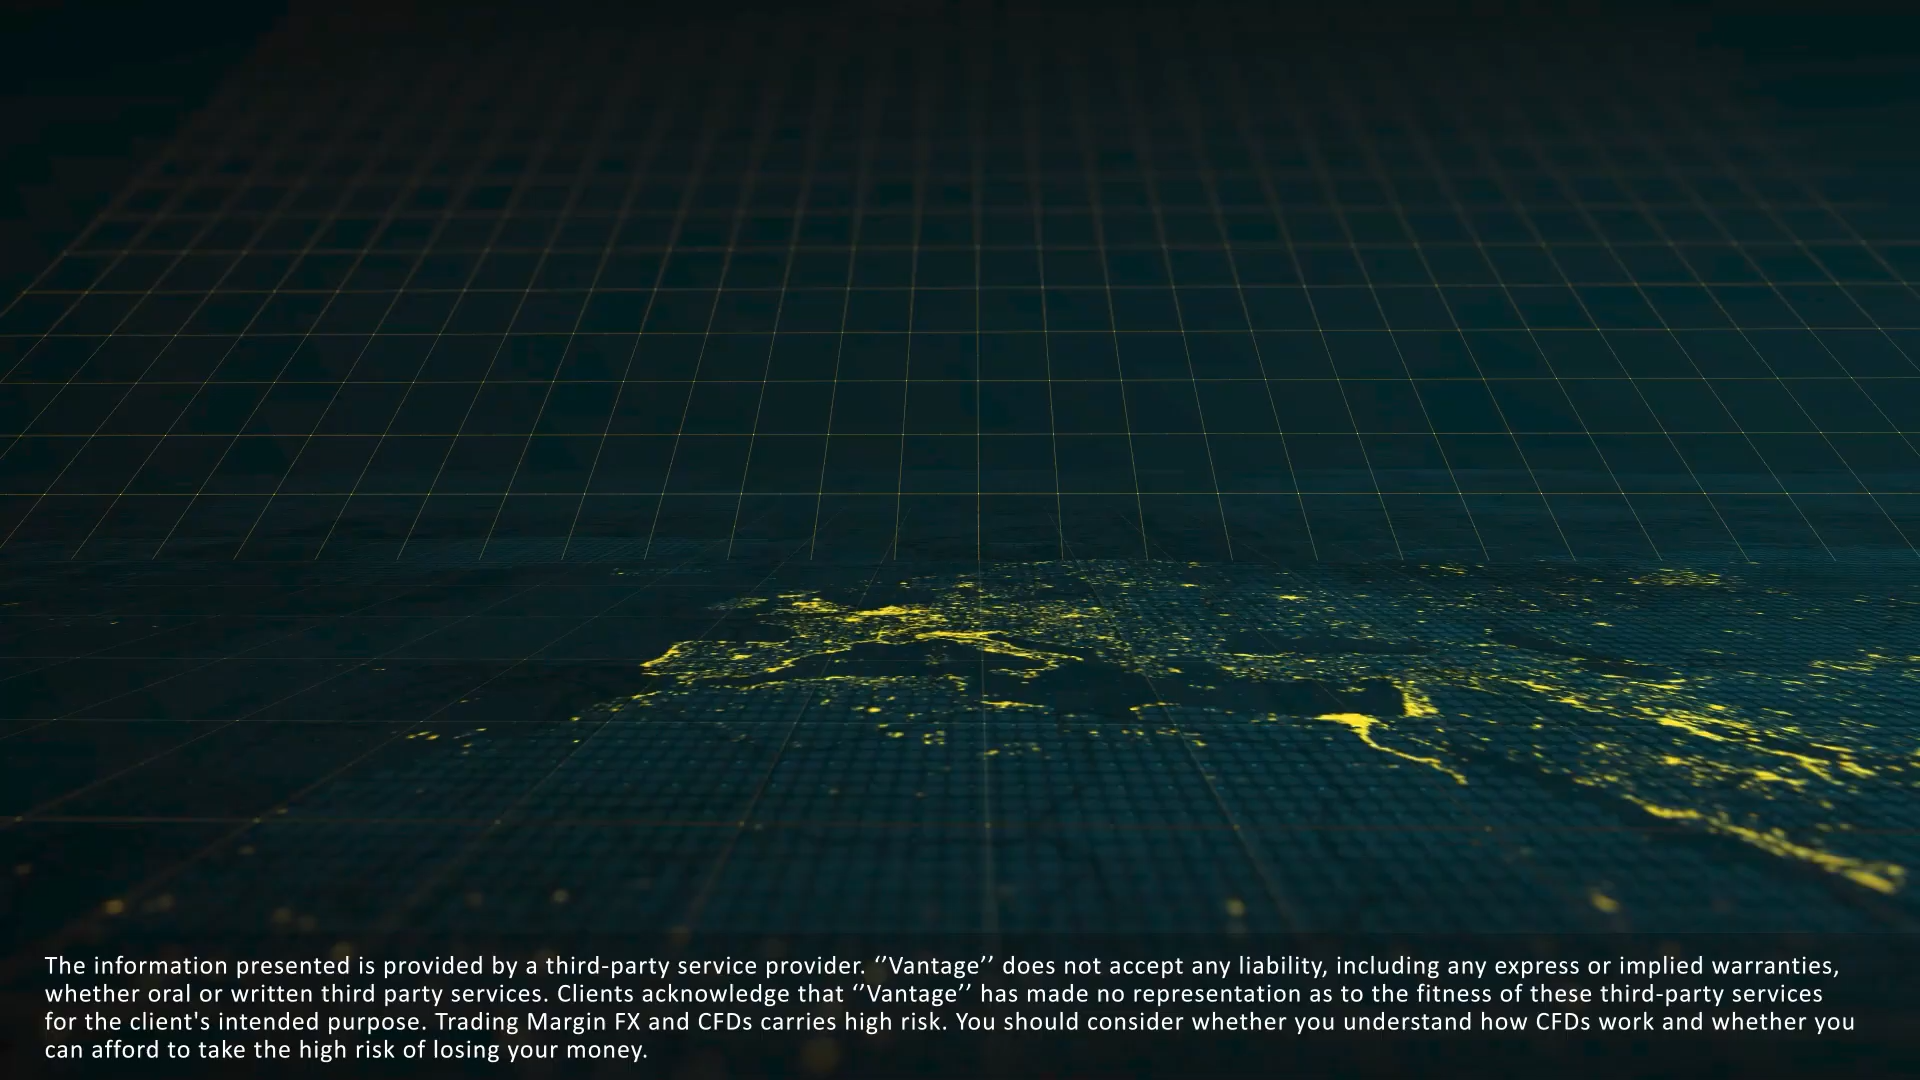 The information presented is provided by a third-party service provider. ‘’Vantage’’ does not accept any liability, including any express or implied warranties,
whether oral or written third party services. Clients acknowledge that ‘’Vantage’’ has made no representation as to the fitness of these third-party services
for the client's intended purpose. Trading Margin FX and CFDs carries high risk. You should consider whether you understand how CFDs work and whether you
can afford to take the high risk of losing your money.